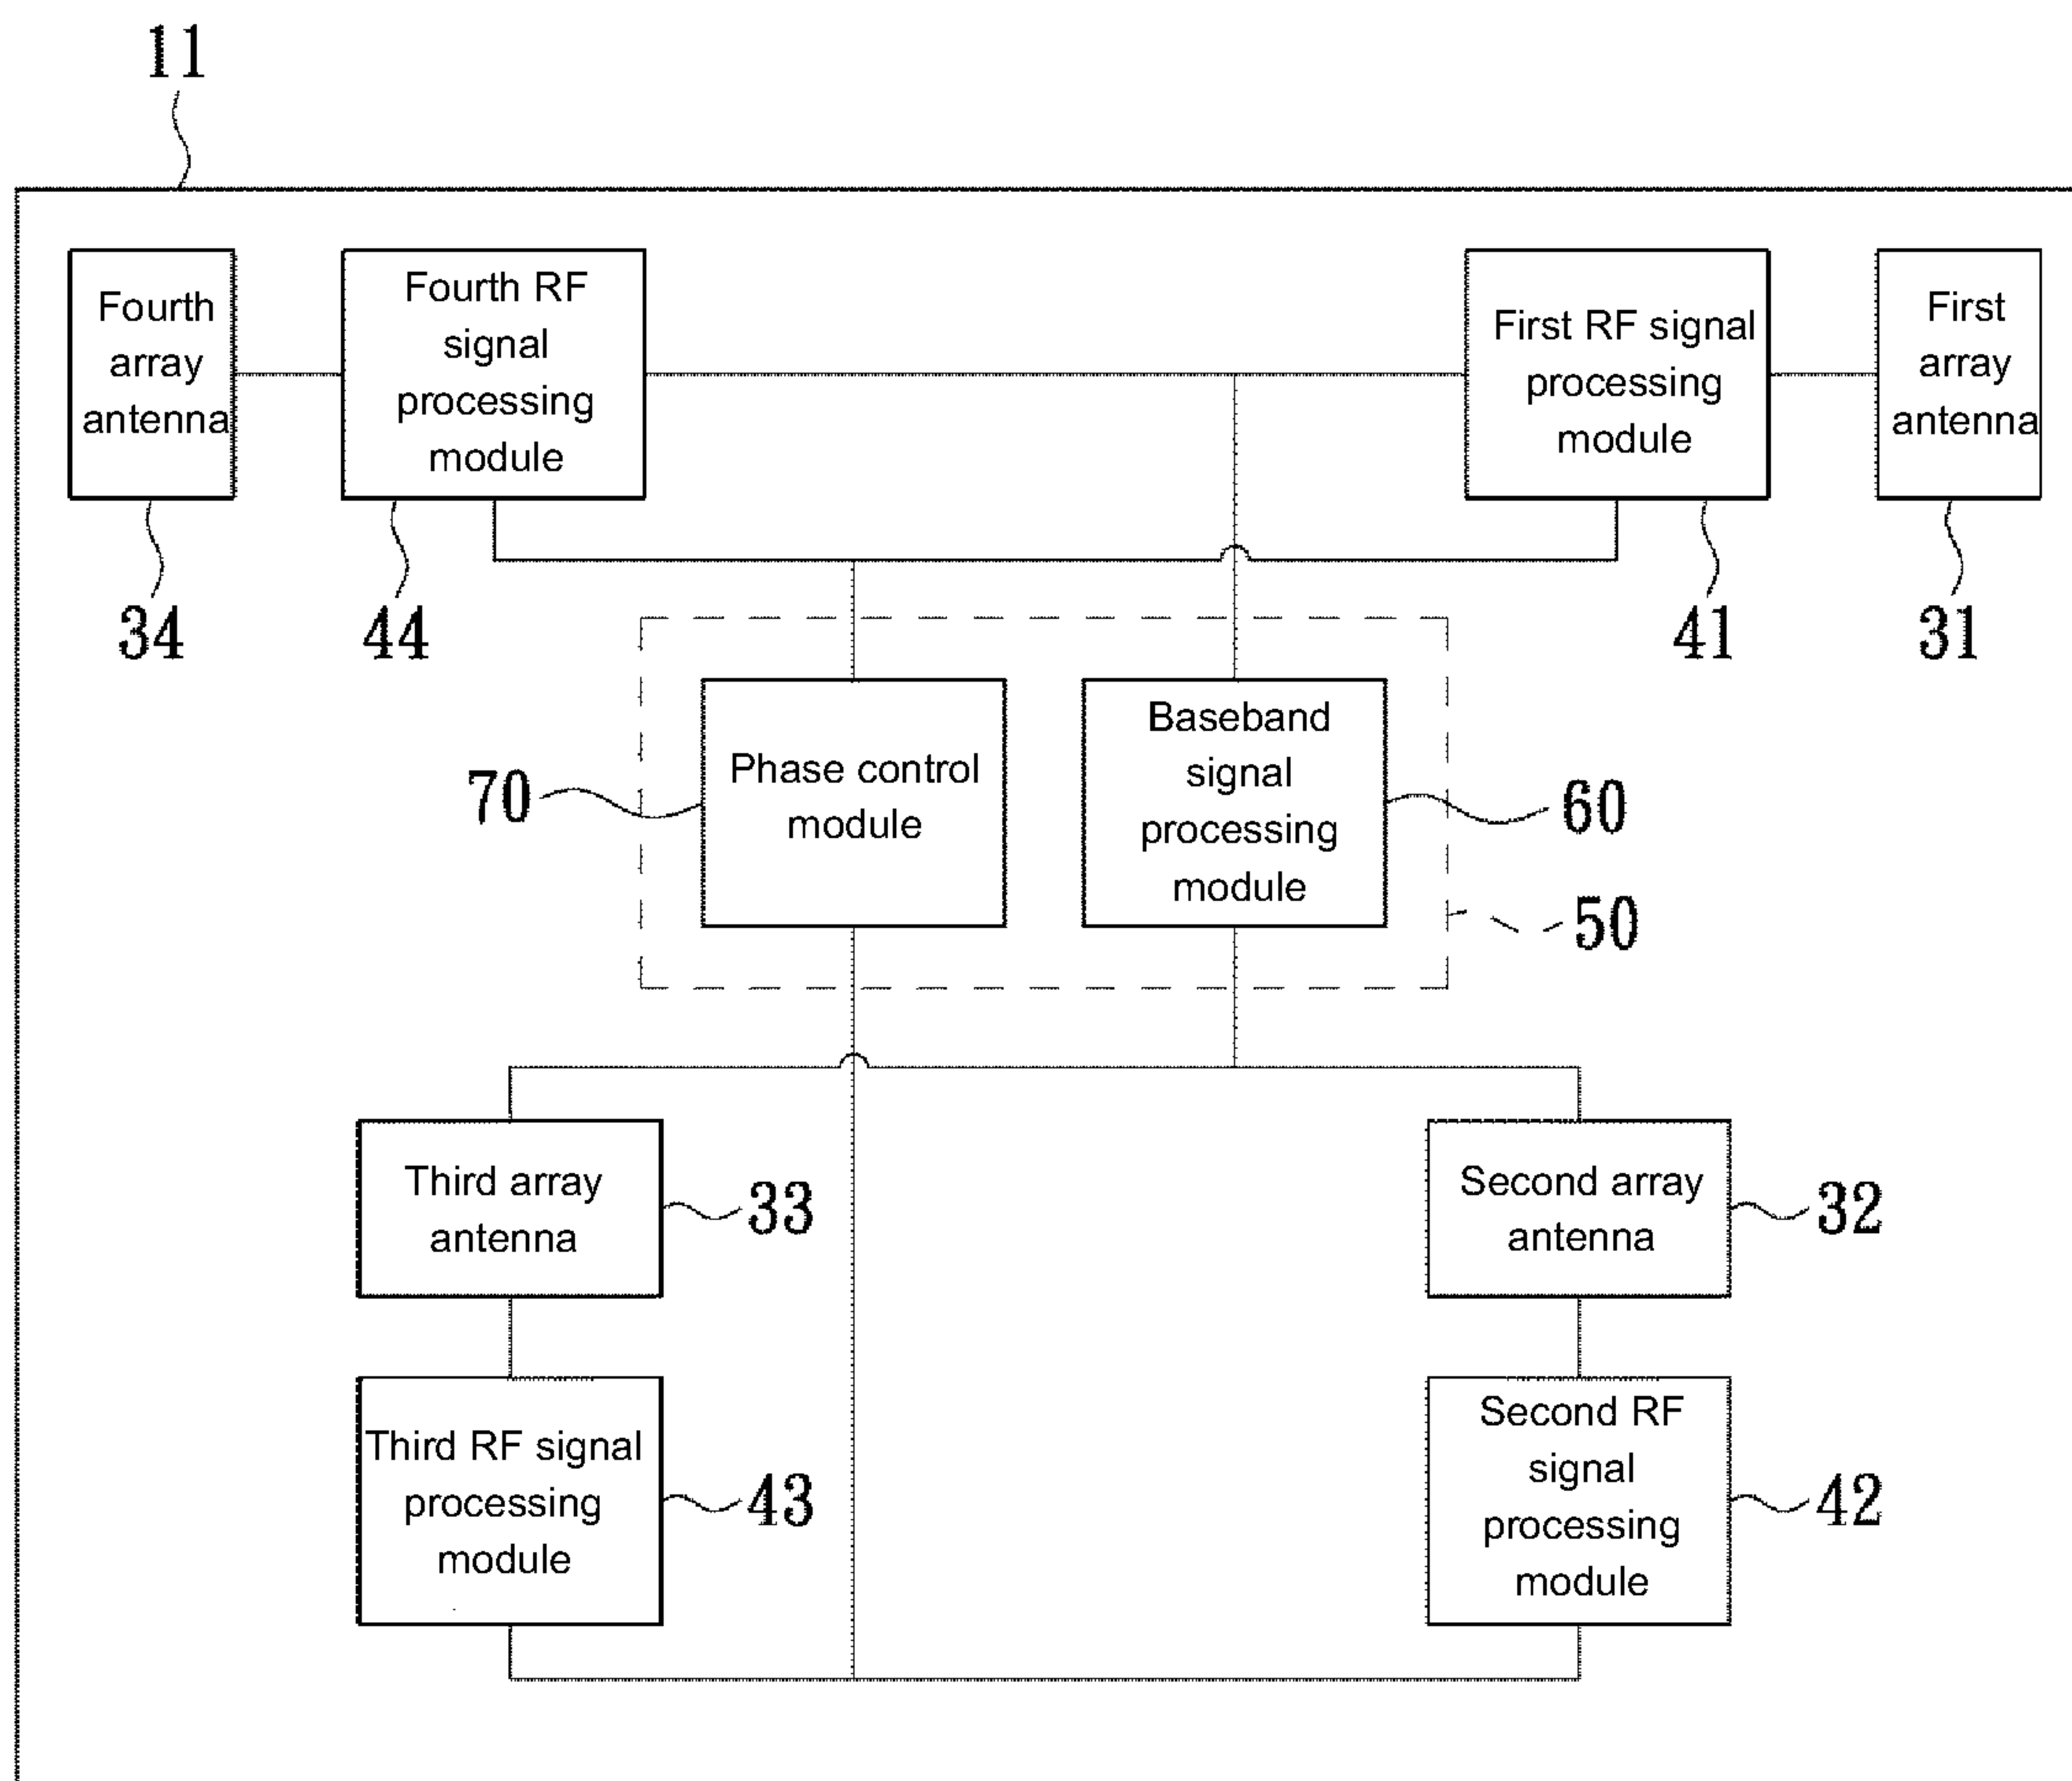 11
Fourth
array
antenna
Fourth RF
signal
processing
module
First RF signal
processing
module
First
array
antenna
34
44
41
31
Phase control
module
Baseband
signal
processing
module
70
60
50
Third array
antenna
33
Second array
antenna
32
Third RF signal
processing
module
43
Second RF
signal
processing
module
42